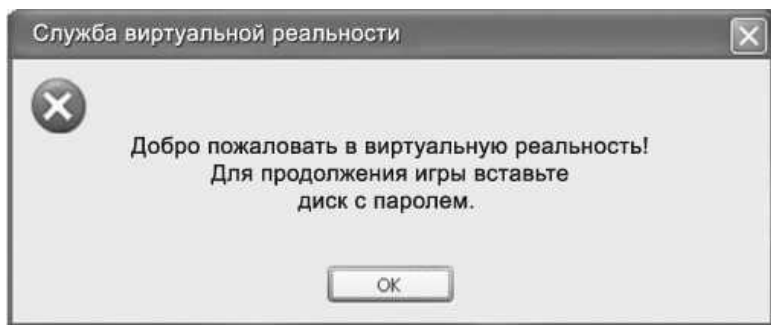 Служба виртуальной реальности
Добро пожаловать в виртуальную реальность!
Для продолжения игры вставьте
диск с паролем.
OK